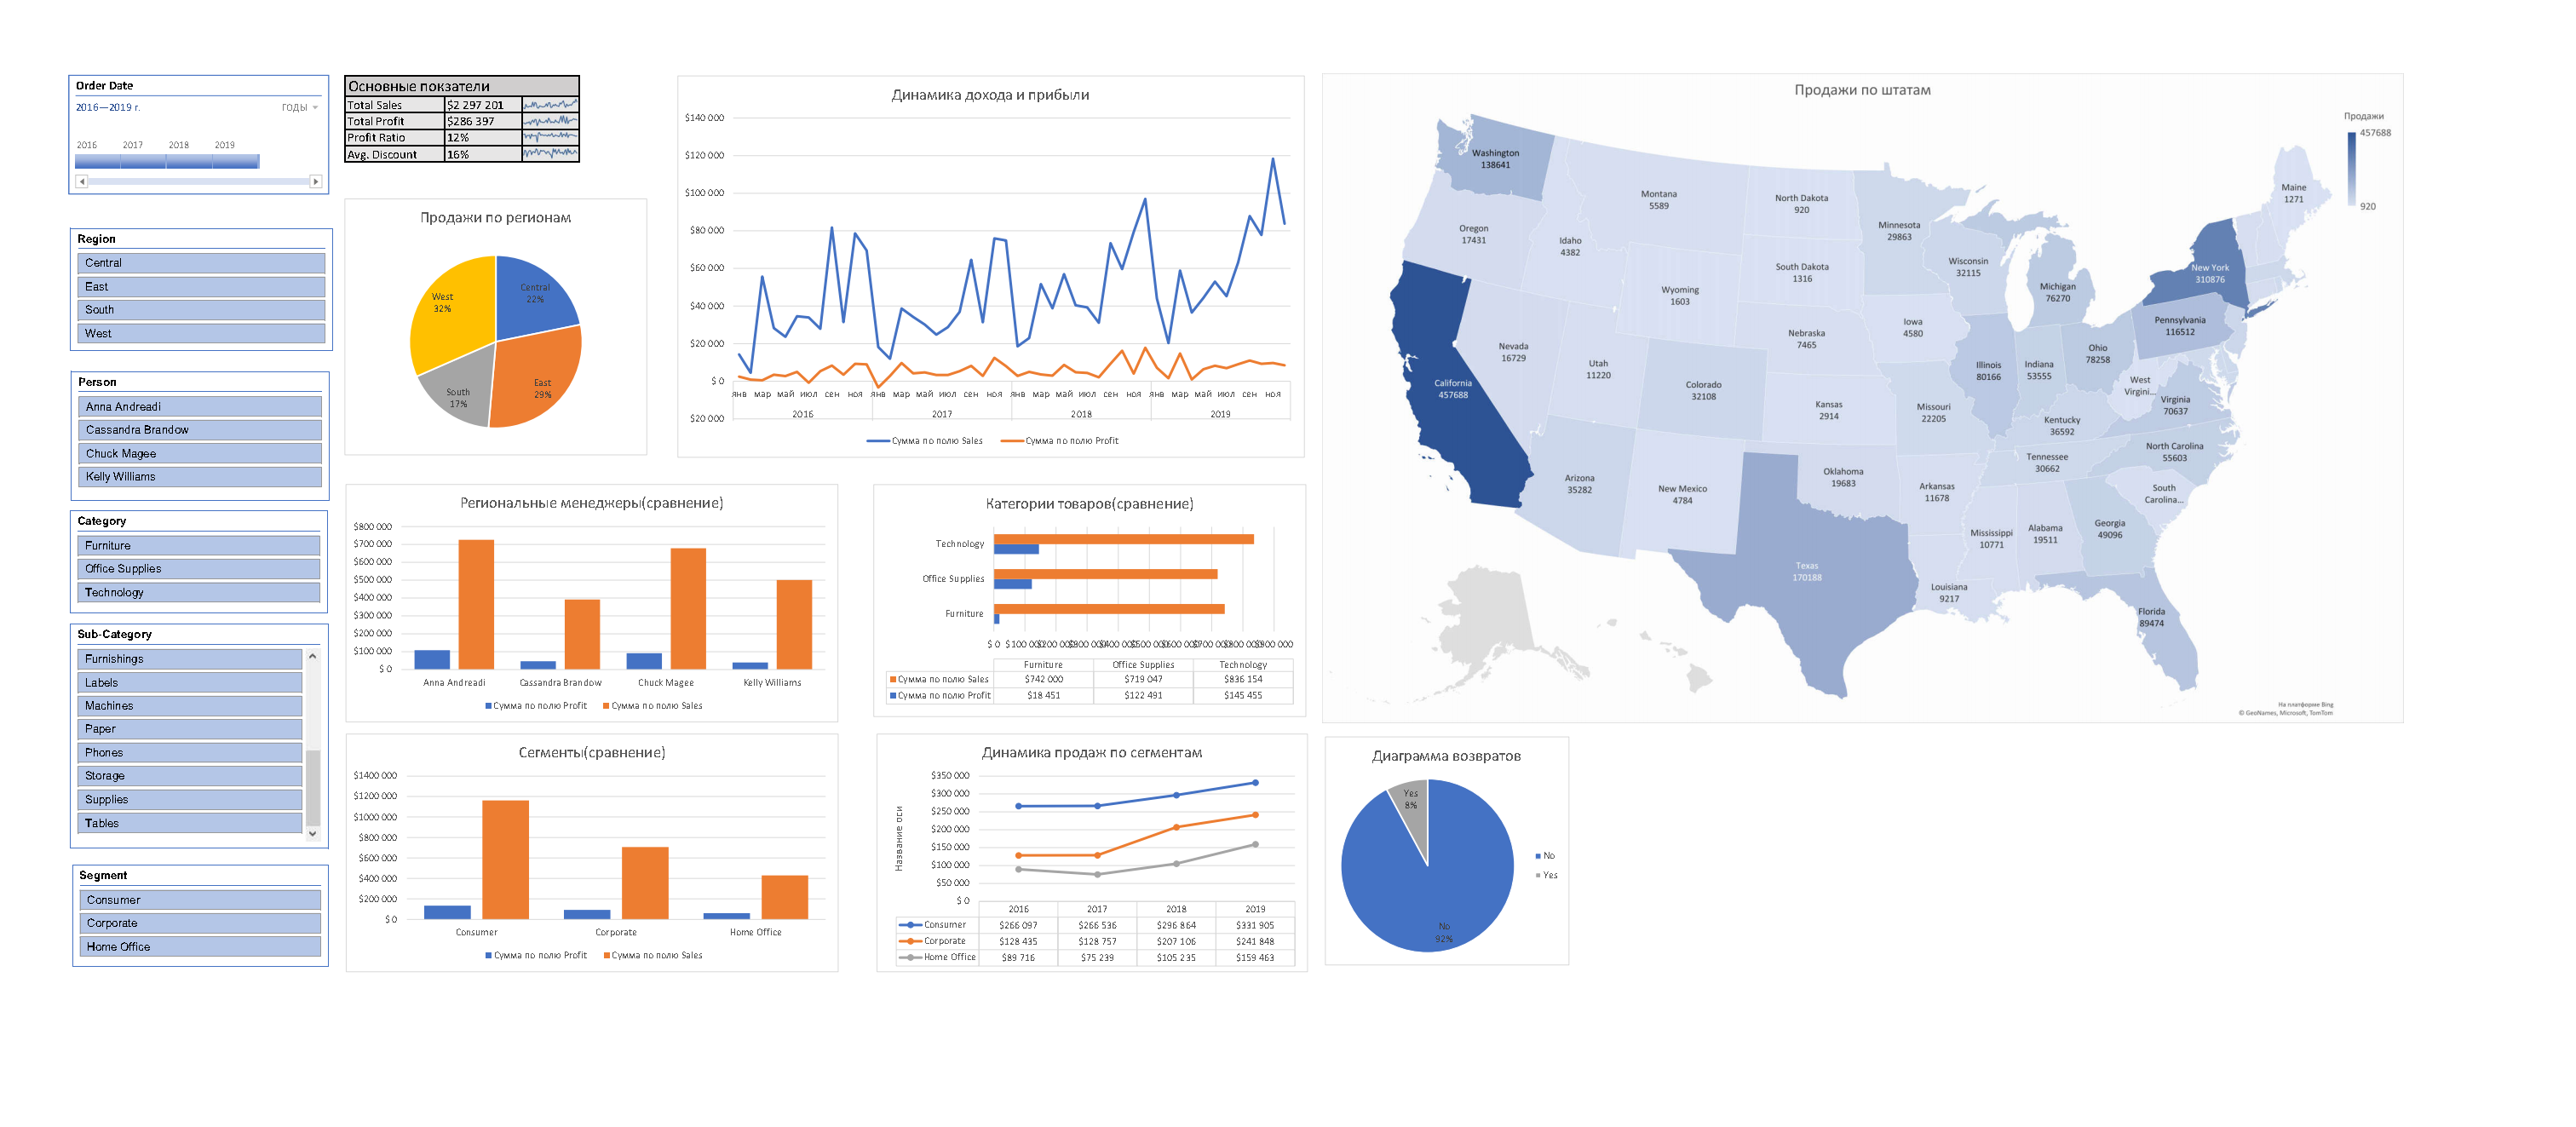 Order Date
2016—2019 г.
ГОДЫ
2016 2017 2018 2019
Region
Central
East
South
West
Person
Anna Andreadi
Cassandra Brandow
Chuck Magee
Kelly Williams
Category
Furniture
Office Supplies
Technology
Sub-Category
Furnishings
Labels
Machines
Paper
Phones
Storage
Supplies
Tables
Segment
Consumer
Corporate
Home Office
Основные покзатели
Total Sales $2 297 201
Total Profit $286 397
Profit Ratio 12%
Avg. Discount 16%
Продажи по регионам
West
32%
Central
22%
South
17%
East
29%
Динамика дохода и прибыли
$140 000
$120 000
$100 000
$80 000
$60 000
$40 000
$20 000
$ 0
$20 000
янв мар май июл сен ноя янв мар май июл сен ноя янв мар май июл сен ноя янв мар май июл сен ноя
2016 2017 2018 2019
Сумма по полю Sales Сумма по полю Profit
Региональные менеджеры(сравнение)
$800 000
$700 000
$600 000
$500 000
$400 000
$300 000
$200 000
$100 000
$ 0
Anna Andreadi Cassandra Brandow Chuck Magee Kelly Williams
Сумма по полю Profit Сумма по полю Sales
Категории товаров(сравнение)
Technology
Office Supplies
Furniture
$ 0 $100 000 $200 000 $300 000 $400 000 $500 000 $600 000 $700 000 $800 000 $900 000
Furniture Office Supplies Technology
Сумма по полю Sales $742 000 $719 047 $836 154
Сумма по полю Profit $18 451 $122 491 $145 455
Сегменты(сравнение)
$1400 000
$1200 000
$1000 000
$800 000
$600 000
$400 000
$200 000
$ 0
Consumer Corporate Home Office
Сумма по полю Profit Сумма по полю Sales
Динамика продаж по сегментам
Название оси
$350 000
$300 000
$250 000
$200 000
$150 000
$100 000
$50 000
$ 0
2016 2017 2018 2019
Consumer $266 097 $266 536 $296 864 $331 905
Corporate $128 435 $128 757 $207 106 $241 848
Home Office $89 716 $75 239 $105 235 $159 463
Продажи по штатам
Продажи
457688
920
Washington
138641
Montana
5589
North Dakota
920
Maine
1271
Oregon
17431
Idaho
4382
Minnesota
29863
Wisconsin
32115
South Dakota
1316
New York
310876
Wyoming
1603
Michigan
76270
Iowa
4580
Pennsylvania
116512
Nebraska
7465
Nevada
16729
Utah
11220
Ohio
78258
Illinois
80166
Indiana
53555
California
457688
Colorado
32108
West
Virgini...
Kansas
2914
Missouri
22205
Virginia
70637
Kentucky
36592
North Carolina
55603
Tennessee
30662
Arizona
35282
New Mexico
4784
Oklahoma
19683
Arkansas
11678
South
Carolina...
Mississippi
10771
Alabama
19511
Georgia
49096
Texas
170188
Louisiana
9217
Florida
89474
На платформе Bing
© GeoNames, Microsoft, TomTom
Диаграмма возвратов
Yes
8%
No
92%
No
Yes